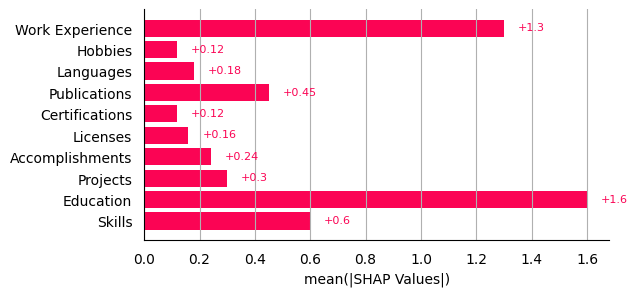 Work Experience +1.3
Hobbies +0.12
Languages +0.18
Publications +0.45
Certifications +0.12
Licenses +0.16
Accomplishments +0.24
Projects +0.3
Education +1.6
Skills +0.6
0.0 0.2 0.4 0.6 0.8 1.0 1.2 1.4 1.6
mean(|SHAP Values|)